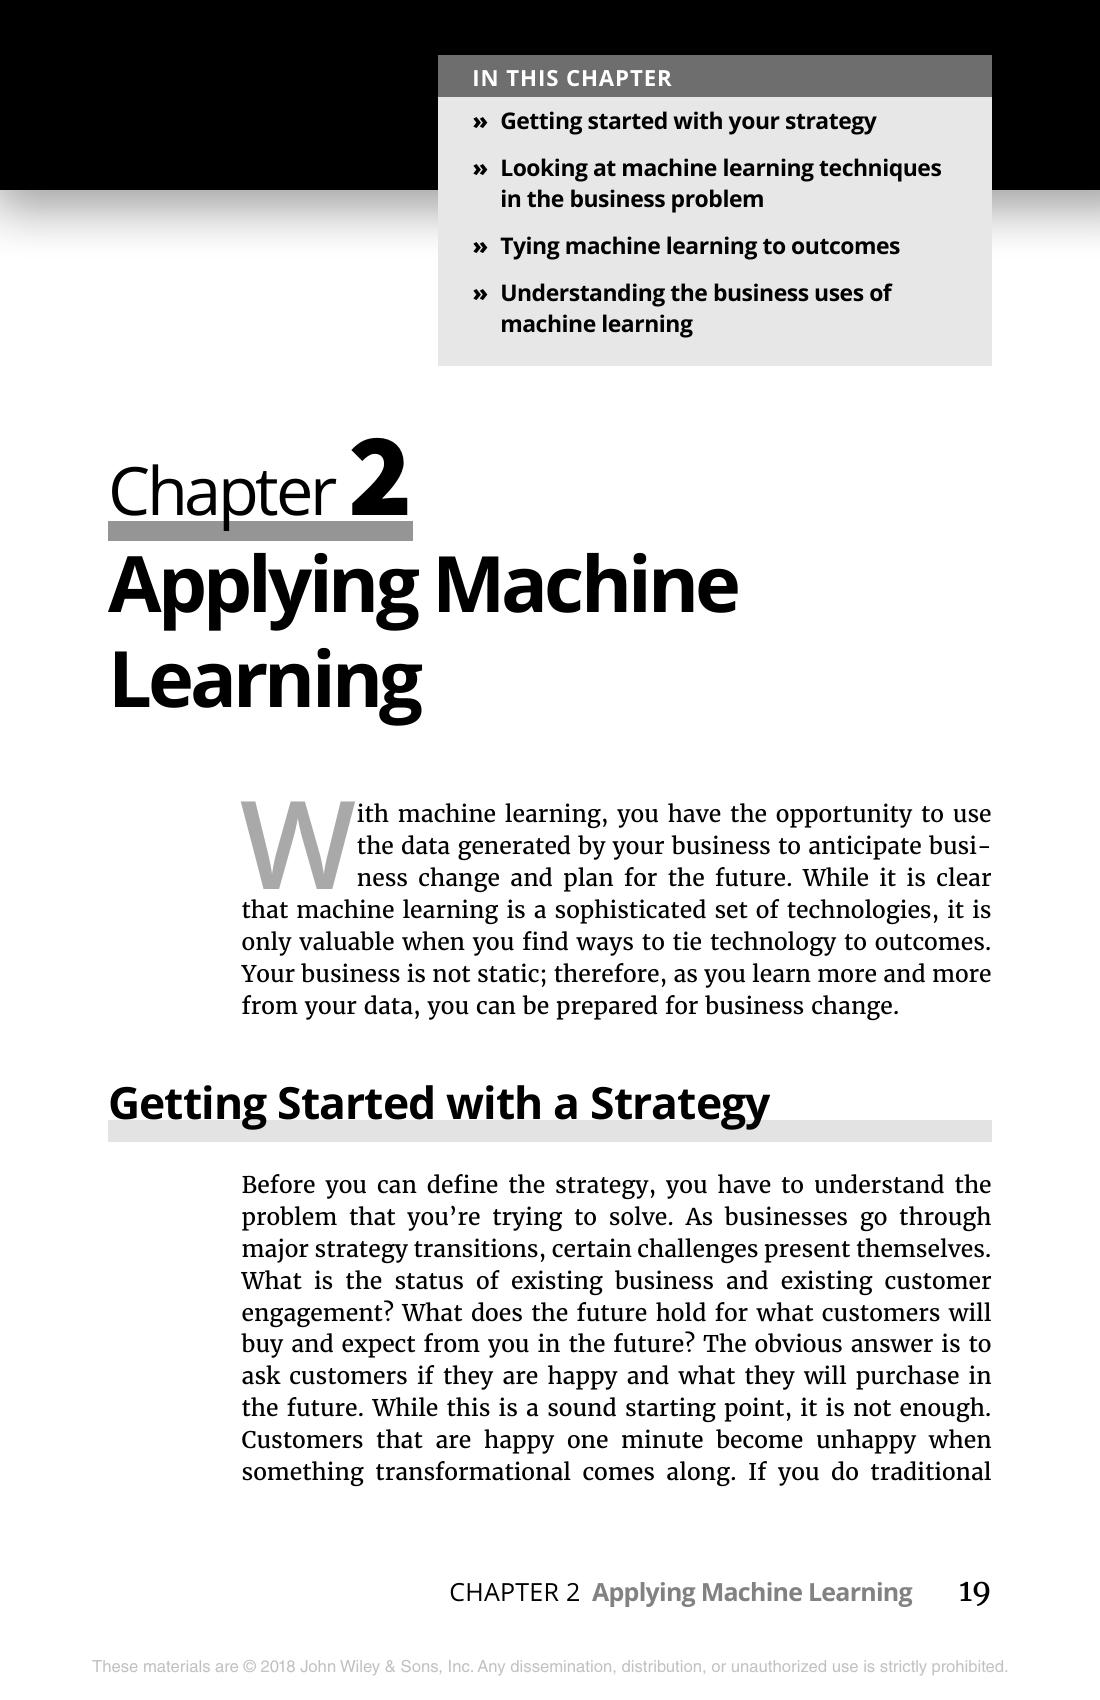 IN THIS CHAPTER
» Getting started with your strategy
» Looking at machine learning techniques
in the business problem
» Tying machine learning to outcomes
» Understanding the business uses of
machine learning
Chapter 2
Applying Machine
Learning
With machine learning, you have the opportunity to use
the data generated by your business to anticipate busi-
ness change and plan for the future. While it is clear
that machine learning is a sophisticated set of technologies, it is
only valuable when you find ways to tie technology to outcomes.
Your business is not static; therefore, as you learn more and more
from your data, you can be prepared for business change.
Getting Started with a Strategy
Before you can define the strategy, you have to understand the
problem that you’re trying to solve. As businesses go through
major strategy transitions, certain challenges present themselves.
What is the status of existing business and existing customer
engagement? What does the future hold for what customers will
buy and expect from you in the future? The obvious answer is to
ask customers if they are happy and what they will purchase in
the future. While this is a sound starting point, it is not enough.
Customers that are happy one minute become unhappy when
something transformational comes along. If you do traditional
CHAPTER 2 Applying Machine Learning 19
These materials are © 2018 John Wiley & Sons, Inc. Any dissemination, distribution, or unauthorized use is strictly prohibited.